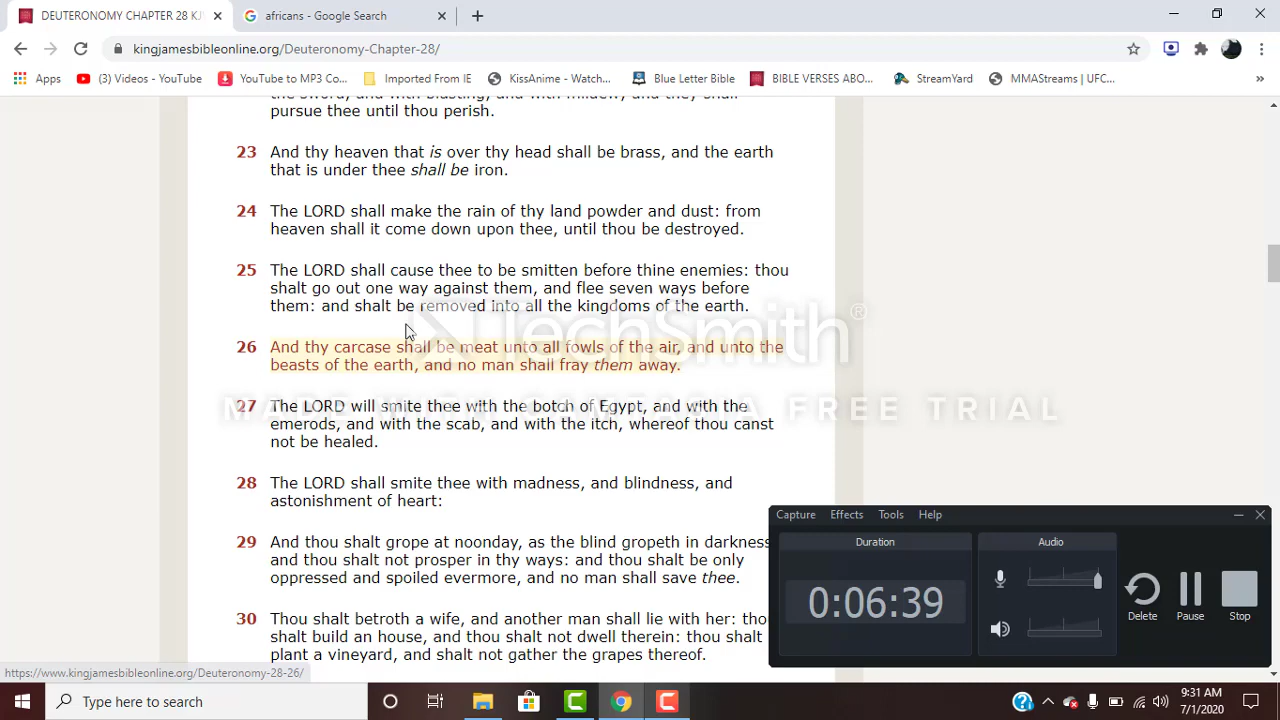 DEUTERONOMY CHAPTER 28 KJ
africans - Google Search
kingjamesbibleonline.org/Deuteronomy-Chapter-28/
Apps
(3) Videos - YouTube
YouTube to MP3 Co...
Imported From IE
KissAnime - Watch...
Blue Letter Bible
BIBLE VERSES ABO...
StreamYard
MMAStreams | UFC...
»
the sword, and with blasting, and with mildew; and they shall
pursue thee until thou perish.
23 And thy heaven that is over thy head shall be brass, and the earth
that is under thee shall be iron.
24 The LORD shall make the rain of thy land powder and dust: from
heaven shall it come down upon thee, until thou be destroyed.
25 The LORD shall cause thee to be smitten before thine enemies: thou
shalt go out one way against them, and flee seven ways before
them: and shalt be removed into all the kingdoms of the earth.
TechSmith®
26 And thy carcase shall be meat unto all fowls of the air, and unto the
beasts of the earth, and no man shall fray them away.
MADE WITH CAMTASIA FREE TRIAL
27 The LORD will smite thee with the botch of Egypt, and with the
emerods, and with the scab, and with the itch, whereof thou canst
not be healed.
28 The LORD shall smite thee with madness, and blindness, and
astonishment of heart:
29 And thou shalt grope at noonday, as the blind gropeth in darkness
and thou shalt not prosper in thy ways: and thou shalt be only
oppressed and spoiled evermore, and no man shall save thee.
30 Thou shalt betroth a wife, and another man shall lie with her: tho
shalt build an house, and thou shalt not dwell therein: thou shalt
plant a vineyard, and shalt not gather the grapes thereof.
Capture Effects Tools Help
Duration
Audio
0:06:39
Delete
Pause
Stop
https://www.kingjamesbibleonline.org/Deuteronomy-28-26/
Type here to search
9:31 AM
7/1/2020